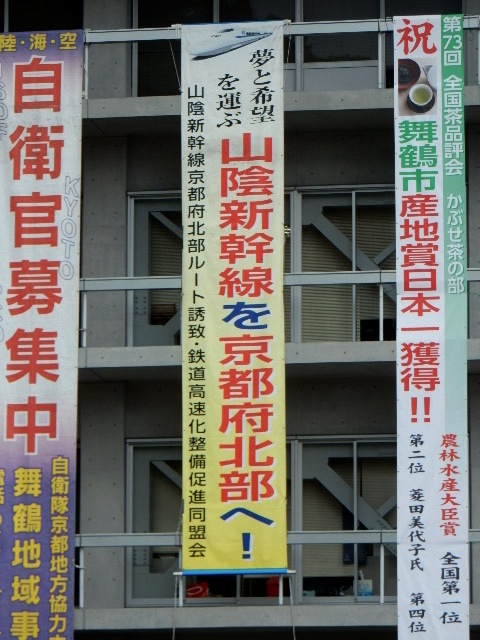 祝
第73回 全国茶品評会 かぶせ茶の部
舞鶴市産地賞日本一獲得!!
農林水産大臣賞 全国第一位
第二位 菱田美代子氏 第四位
夢と希望
を運ぶ
山陰新幹線を京都府北部へ!
山陰新幹線京都府北部ルート誘致・鉄道高速化整備促進同盟会
陸・海・空
自衛官募集中
KYOTO
自衛隊京都地方協力
舞鶴地域事